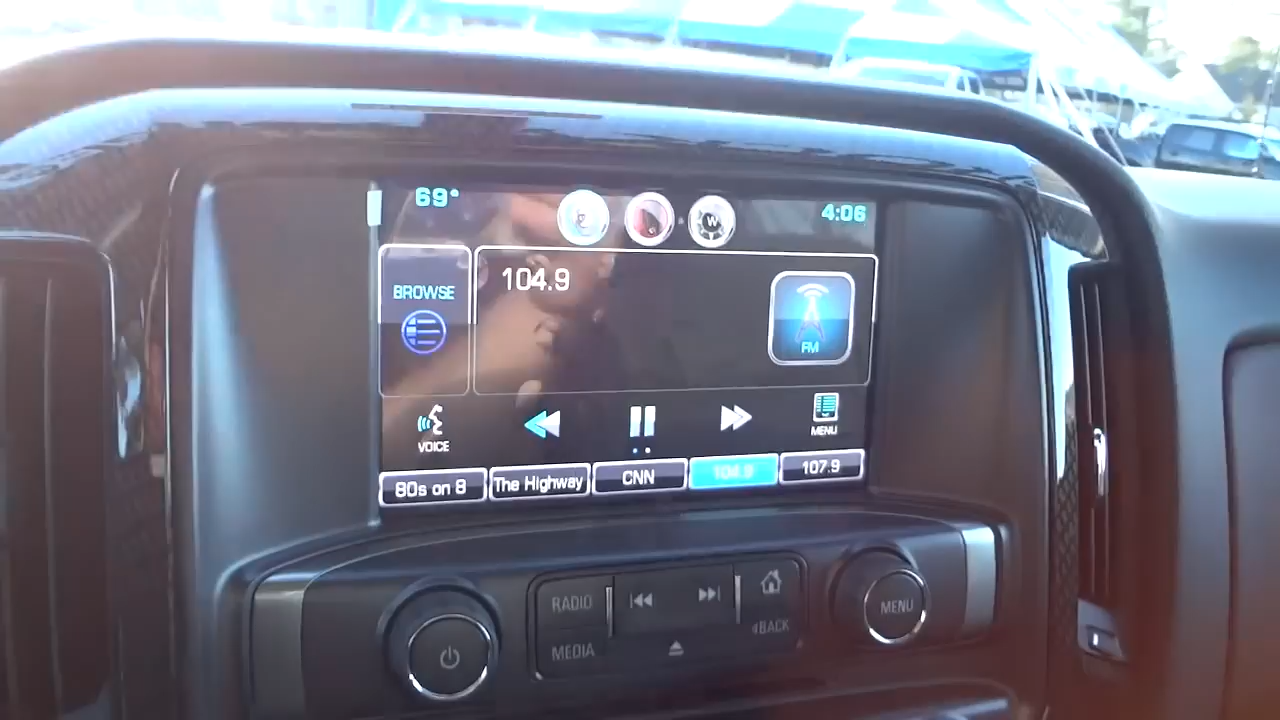 69°
W
4:06
BROWSE
104.9
FM
VOICE
MENU
80s on 8
The Highway
CNN
104.9
107.9
RADIO
MEDIA
BACK
MENU